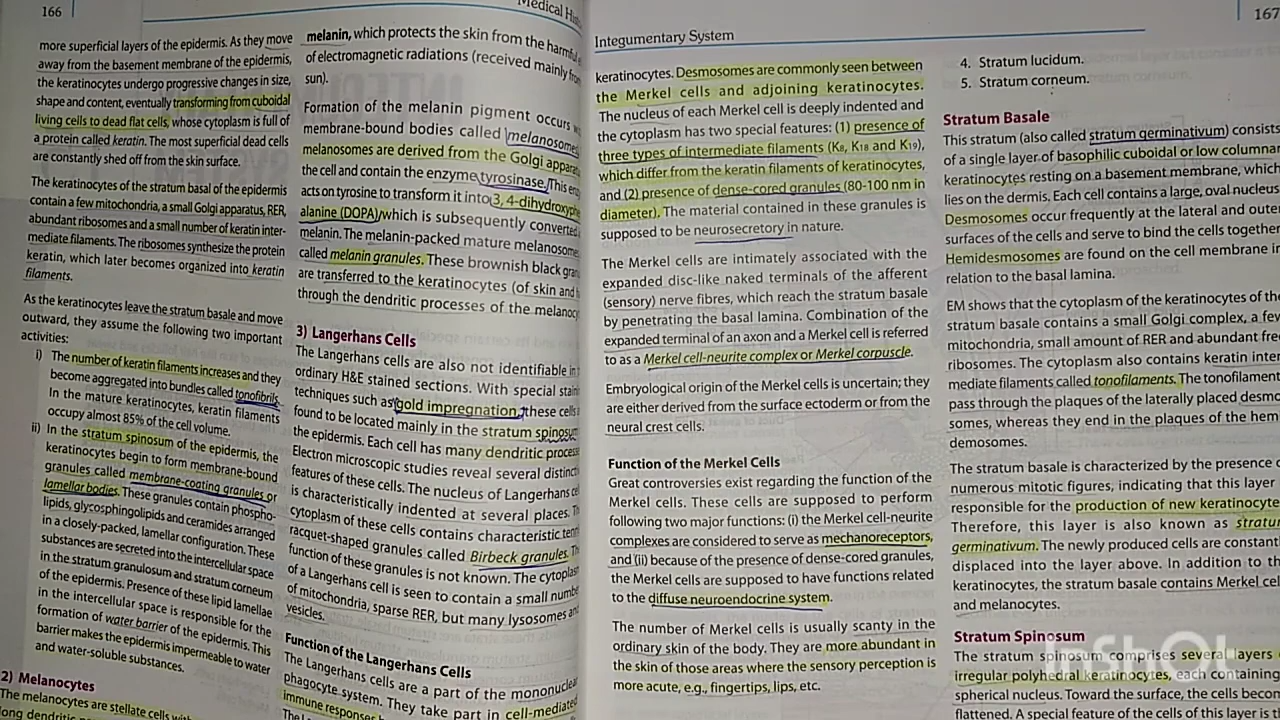 166
Medical
more superficial layers of the epidermis. As they move
away from the basement membrane of the epidermis,
the keratinocytes undergo progressive changes in size,
shape and content, eventually transforming from cuboidal
living cells to dead flat cells, whose cytoplasm is full of
a protein called keratin. The most superficial dead cells
are constantly shed off from the skin surface.
The keratinocytes of the stratum basal of the epidermis
contain a few mitochondria, a small Golgi apparatus, RER,
abundant ribosomes and a small number of keratin inter-
mediate filaments. The ribosomes synthesize the protein
keratin, which later becomes organized into keratin
filaments.
As the keratinocytes leave the stratum basale and move
outward, they assume the following two important
activities:
i) The number of keratin filaments increases and they
become aggregated into bundles called tonofibrils.
In the mature keratinocytes, keratin filaments
occupy almost 85% of the cell volume.
ii) In the stratum spinosum of the epidermis, the
keratinocytes begin to form membrane-bound
granules called membrane-coating granules or
lamellar bodies. These granules contain phospho-
lipids, glycosphingolipids and ceramides arranged
in a closely-packed, lamellar configuration. These
substances are secreted into the intercellular space
in the stratum granulosum and stratum corneum
of the epidermis. Presence of these lipid lamellae
in the intercellular space is responsible for the
formation of water barrier of the epidermis. This
barrier makes the epidermis impermeable to water
and water-soluble substances.
2) Melanocytes
The melanocytes are stellate cells with
long dendritic
melanin, which protects the skin from the harmful
of electromagnetic radiations (received mainly from
sun).
Formation of the melanin pigment occurs
membrane-bound bodies called melanosomes
melanosomes are derived from the Golgi
the cell and contain the enzyme tyrosinase. This
acts on tyrosine to transform it into 3, 4-
alanine (DOPA) which is subsequently converted
melanin. The melanin-packed mature
called melanin granules. These brownish black
are transferred to the keratinocytes (of skin and
through the dendritic processes of the
3) Langerhans Cells
The Langerhans cells are also not identifiable in
ordinary H&E stained sections. With special
techniques such as gold impregnation, these cells
found to be located mainly in the stratum spinosum
the epidermis. Each cell has many dendritic
Electron microscopic studies reveal several
features of these cells. The nucleus of Langerhans
is characteristically indented at several places.
cytoplasm of these cells contains characteristic
racquet-shaped granules called Birbeck granules. The
function of these granules is not known. The
of a Langerhans cell is seen to contain a small
of mitochondria, sparse RER, but many lysosomes and
vesicles.
Function of the Langerhans Cells
The Langerhans cells are a part of the mononuclear
phagocyte system. They take part in cell-mediated
immune responses
Integumentary System
167
keratinocytes. Desmosomes are commonly seen between
the Merkel cells and adjoining keratinocytes.
The nucleus of each Merkel cell is deeply indented and
the cytoplasm has two special features: (1) presence of
three types of intermediate filaments (K8, K18 and K19),
which differ from the keratin filaments of keratinocytes,
and (2) presence of dense-cored granules (80-100 nm in
diameter). The material contained in these granules is
supposed to be neurosecretory in nature.
The Merkel cells are intimately associated with the
expanded disc-like naked terminals of the afferent
(sensory) nerve fibres, which reach the stratum basale
by penetrating the basal lamina. Combination of the
expanded terminal of an axon and a Merkel cell is referred
to as a Merkel cell-neurite complex or Merkel corpuscle.
Embryological origin of the Merkel cells is uncertain; they
are either derived from the surface ectoderm or from the
neural crest cells.
Function of the Merkel Cells
Great controversies exist regarding the function of the
Merkel cells. These cells are supposed to perform
following two major functions: (i) the Merkel cell-neurite
complexes are considered to serve as mechanoreceptors,
and (ii) because of the presence of dense-cored granules,
the Merkel cells are supposed to have functions related
to the diffuse neuroendocrine system.
The number of Merkel cells is usually scanty in the
ordinary skin of the body. They are more abundant in
the skin of those areas where the sensory perception is
more acute, e.g., fingertips, lips, etc.
4. Stratum lucidum.
5. Stratum corneum.
Stratum Basale
This stratum (also called stratum germinativum) consists
of a single layer of basophilic cuboidal or low columnar
keratinocytes resting on a basement membrane, which
lies on the dermis. Each cell contains a large, oval nucleus
Desmosomes occur frequently at the lateral and outer
surfaces of the cells and serve to bind the cells together
Hemidesmosomes are found on the cell membrane in
relation to the basal lamina.
EM shows that the cytoplasm of the keratinocytes of the
stratum basale contains a small Golgi complex, a few
mitochondria, small amount of RER and abundant free
ribosomes. The cytoplasm also contains keratin inter
mediate filaments called tonofilaments. The tonofilament
pass through the plaques of the laterally placed desmo
somes, whereas they end in the plaques of the hem
demosomes.
The stratum basale is characterized by the presence o
numerous mitotic figures, indicating that this layer
responsible for the production of new keratinocyte
Therefore, this layer is also known as stratum
germinativum. The newly produced cells are constant
displaced into the layer above. In addition to th
keratinocytes, the stratum basale contains Merkel cel
and melanocytes.
Stratum Spinosum
The stratum spinosum comprises several layers
irregular polyhedral keratinocytes, each containing
spherical nucleus. Toward the surface, the cells becom
flattened. A special feature of the cells of this layer is th
InShOt